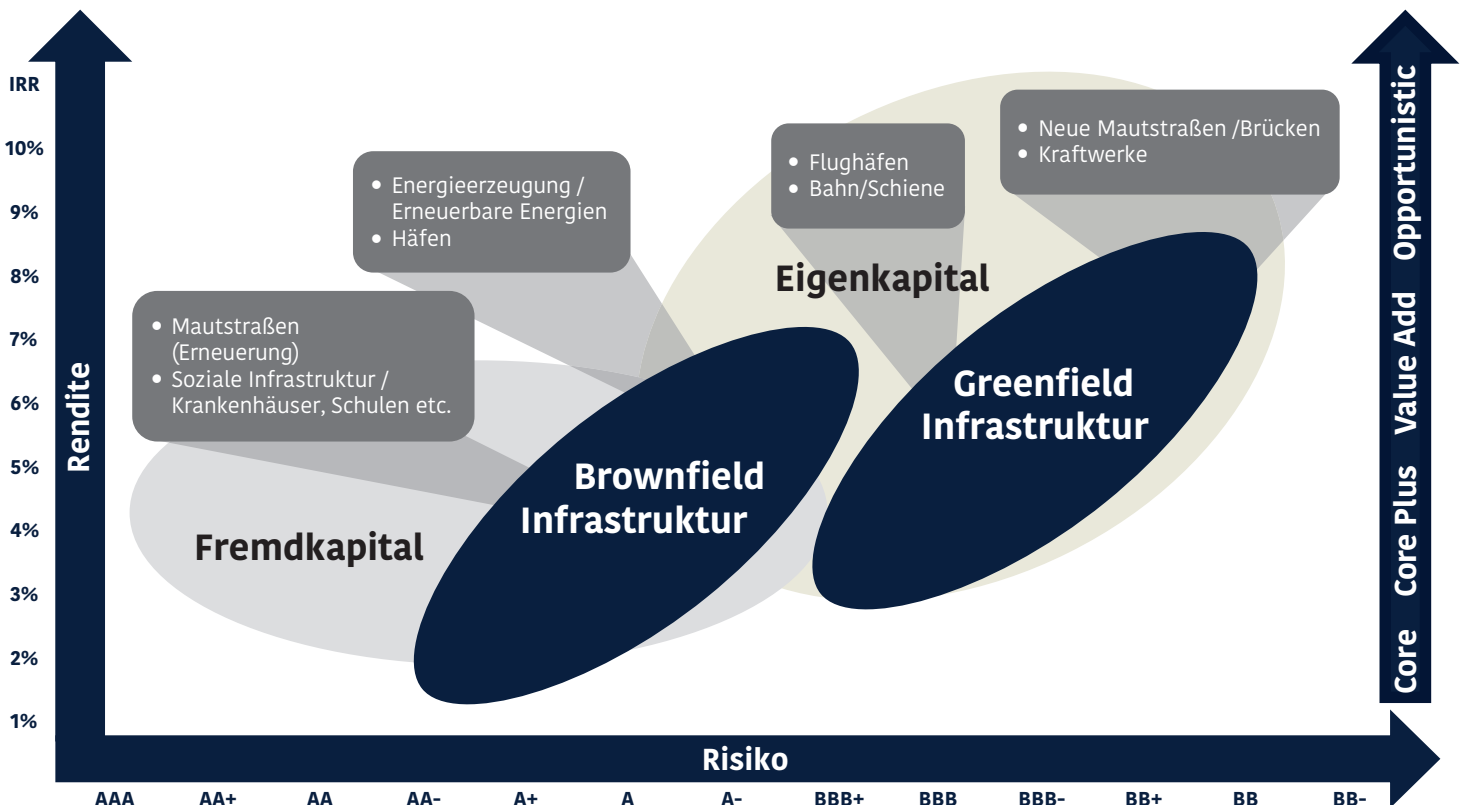 IRR
10%
9%
8%
7%
6%
5%
4%
3%
2%
1%
Rendite
• Mautstraßen
(Erneuerung)
• Soziale Infrastruktur /
Krankenhäuser, Schulen etc.
• Energieerzeugung /
Erneuerbare Energien
• Häfen
• Flughäfen
• Bahn/Schiene
• Neue Mautstraßen /Brücken
• Kraftwerke
Eigenkapital
Fremdkapital
Brownfield
Infrastruktur
Greenfield
Infrastruktur
Core Core Plus Value Add Opportunistic
Risiko
AAA AA+ AA AA- A+ A A- BBB+ BBB BBB- BB+ BB BB-